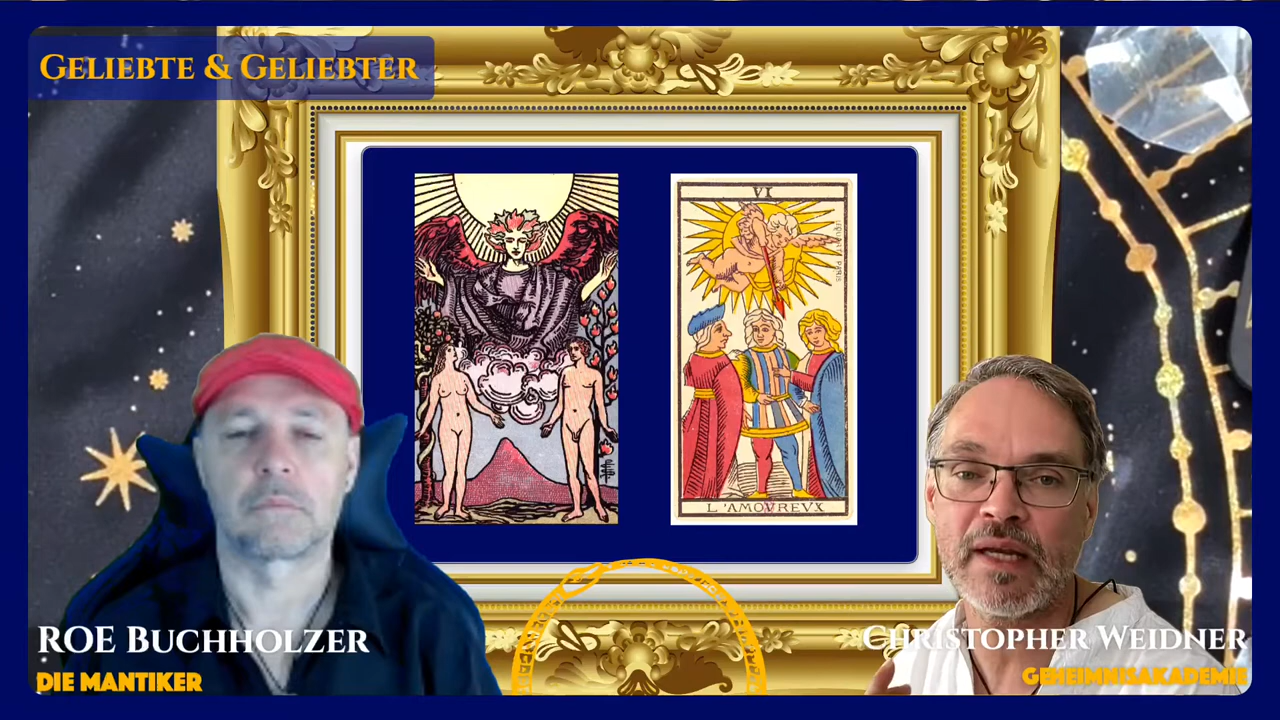 Geliebte & Geliebter
VI
L'AMOVREVX
ROE Buchholzer
DIE MANTIKER
Christopher Weidner
GEHEIMNISAKADEMIE